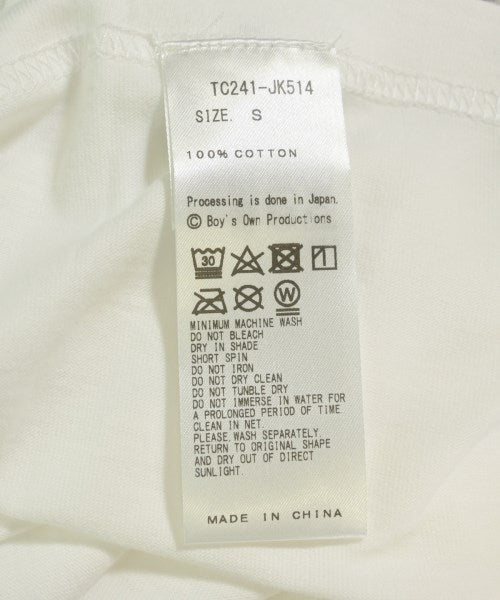 TC241-JK514
SIZE. S
100% COTTON
Processing is done in Japan.
© Boy's Own Productions
30
W
MINIMUM MACHINE WASH
DO NOT BLEACH
DRY IN SHADE
SHORT SPIN
DO NOT IRON
DO NOT DRY CLEAN
DO NOT TUNBLE DRY
DO NOT IMMERSE IN WATER FOR
A PROLONGED PERIOD OF TIME
CLEAN IN NET.
PLEASE WASH SEPARATELY.
RETURN TO ORIGINAL SHAPE
AND DRY OUT OF DIRECT
SUNLIGHT.
MADE IN CHINA